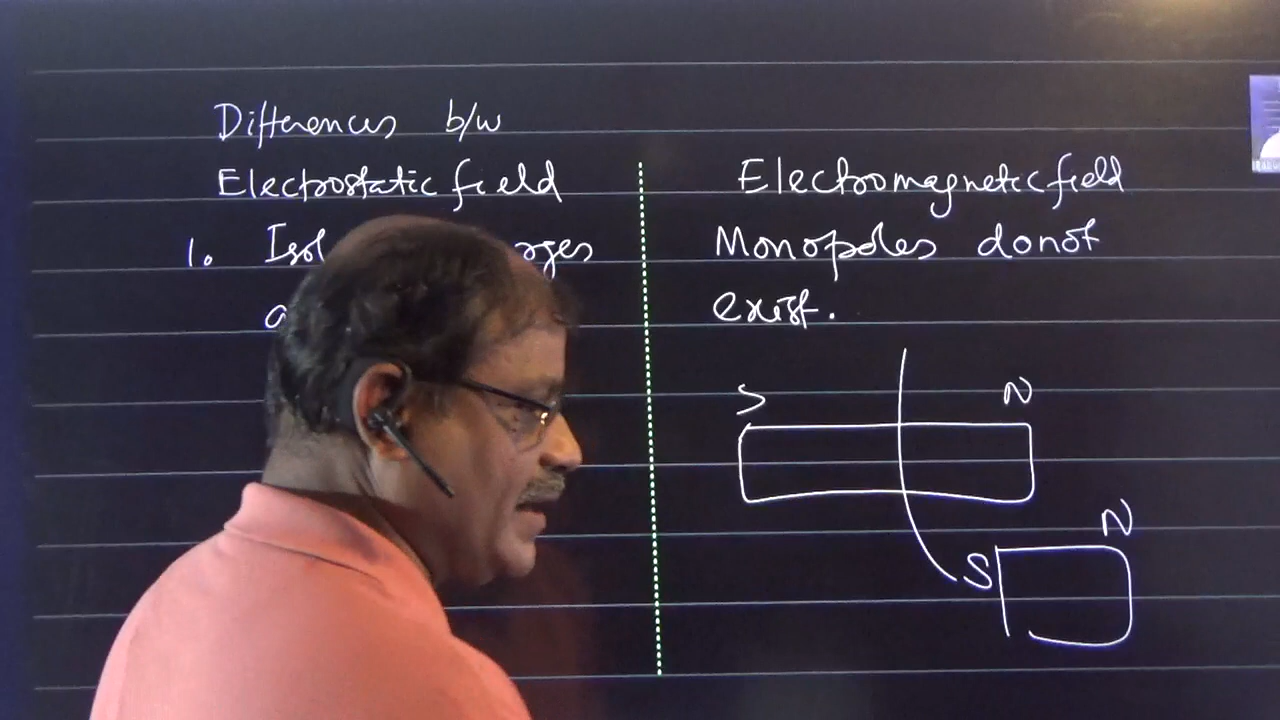 Differences b/w
Electrostatic field
Electromagnetic field
1.
Monopoles donot
exist.
S N
N
S